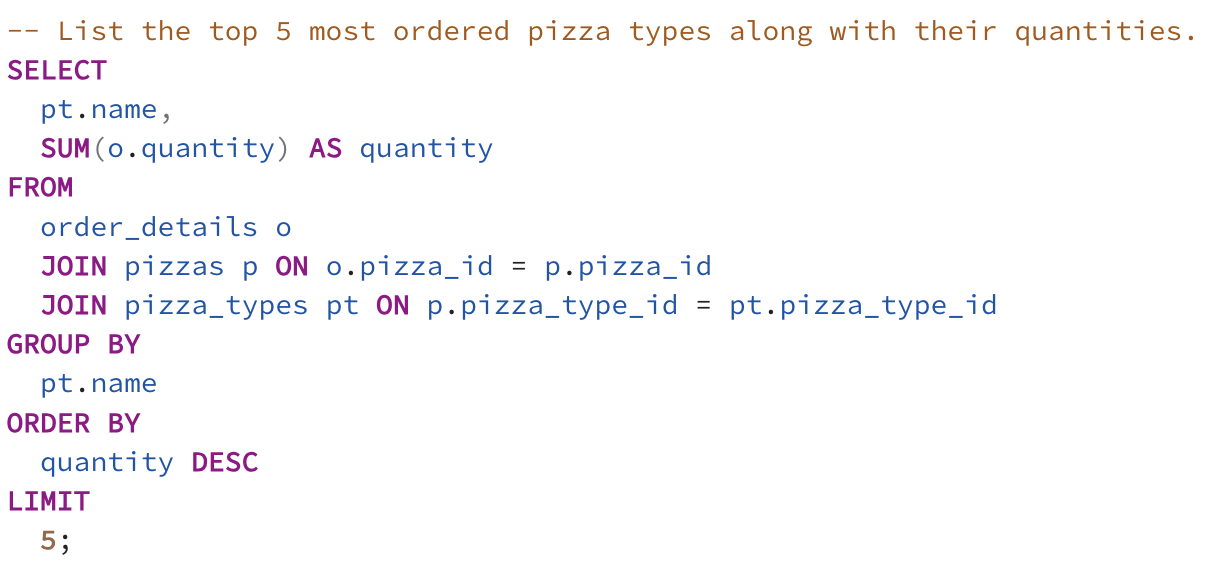 -- List the top 5 most ordered pizza types along with their quantities.
SELECT
  pt.name,
  SUM(o.quantity) AS quantity
FROM
  order_details o
  JOIN pizzas p ON o.pizza_id = p.pizza_id
  JOIN pizza_types pt ON p.pizza_type_id = pt.pizza_type_id
GROUP BY
  pt.name
ORDER BY
  quantity DESC
LIMIT
  5;